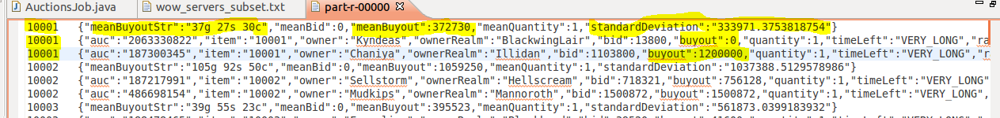 AuctionsJob.java wow_servers_subset.txt part-r-00000
10001 {"meanBuyoutStr":"37g 27s 30c","meanBid":0,"meanBuyout":372730,"meanQuantity":1,"standardDeviation":"333971.3753818754"}
10001 {"auc":"2063330822","item":"10001","owner":"Kyndeas","ownerRealm":"BlackwingLair","bid":13800,"buyout":0,"quantity":1,"timeLeft":"VERY_LONG","ra
10001 {"auc":"187300345","item":"10001","owner":"Chaniya","ownerRealm":"Illidan","bid":1103800,"buyout":1200000,"quantity":1,"timeLeft":"VERY_LONG","r
10002 {"meanBuyoutStr":"105g 92s 50c","meanBid":0,"meanBuyout":1059250,"meanQuantity":1,"standardDeviation":"1037388.5129578986"}
10002 {"auc":"187217991","item":"10002","owner":"Sellstorm","ownerRealm":"Hellscream","bid":718321,"buyout":756128,"quantity":1,"timeLeft":"VERY_LONG"
10002 {"auc":"486698154","item":"10002","owner":"Mudkips","ownerRealm":"Mannoroth","bid":1500872,"buyout":1500872,"quantity":1,"timeLeft":"VERY_LONG",
10003 {"meanBuyoutStr":"39g 55s 23c","meanBid":0,"meanBuyout":395523,"meanQuantity":1,"standardDeviation":"561873.0399183932"}